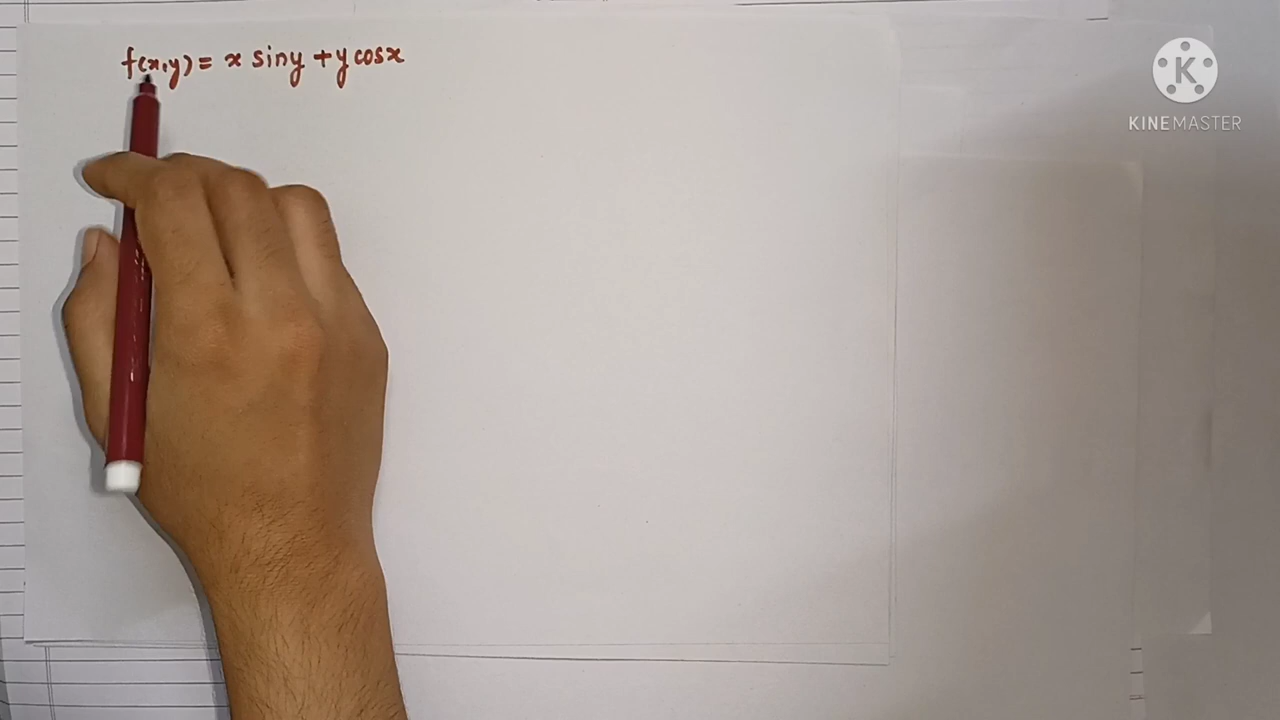 f(x,y) = x siny + y cosx
K
KINEMASTER